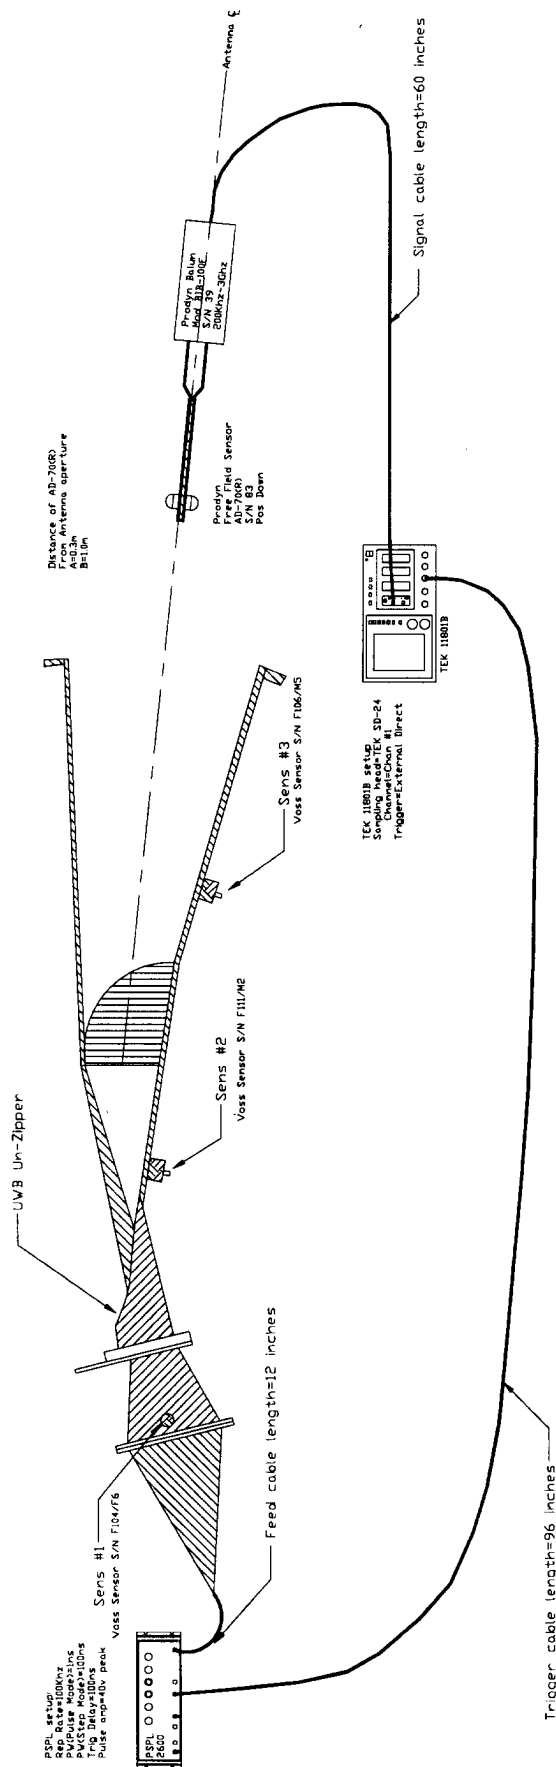 PSPL setup:
Rep Rate=100Khz
PW(Pulse Mode)=1ns
PW(Step Mode)=100ns
Trig Delay=100ns
Pulse amp=40v peak
PSPL
2600
Sens #1
Voss Sensor S/N F104/F6
Feed cable length=12 inches
Trigger cable length=96 inches
UWB Un-Zipper
Sens #2
Voss Sensor S/N F111/M2
Sens #3
Voss Sensor S/N F106/M5
TEK 11801B setup
Sampling head=TEK SD-24
Channel=Chan #1
Trigger=External Direct
TEK 11801B
Distance of AD-70(R)
From Antenna aperture
A=0.3m
B=1.0m
Prodyn
Free Field Sensor
AD-70(R)
S/N 83
Pos Down
Prodyn Balun
Mod BIB-100F
S/N 39
200Khz-3Ghz
Signal cable length=60 inches
Antenna ℄